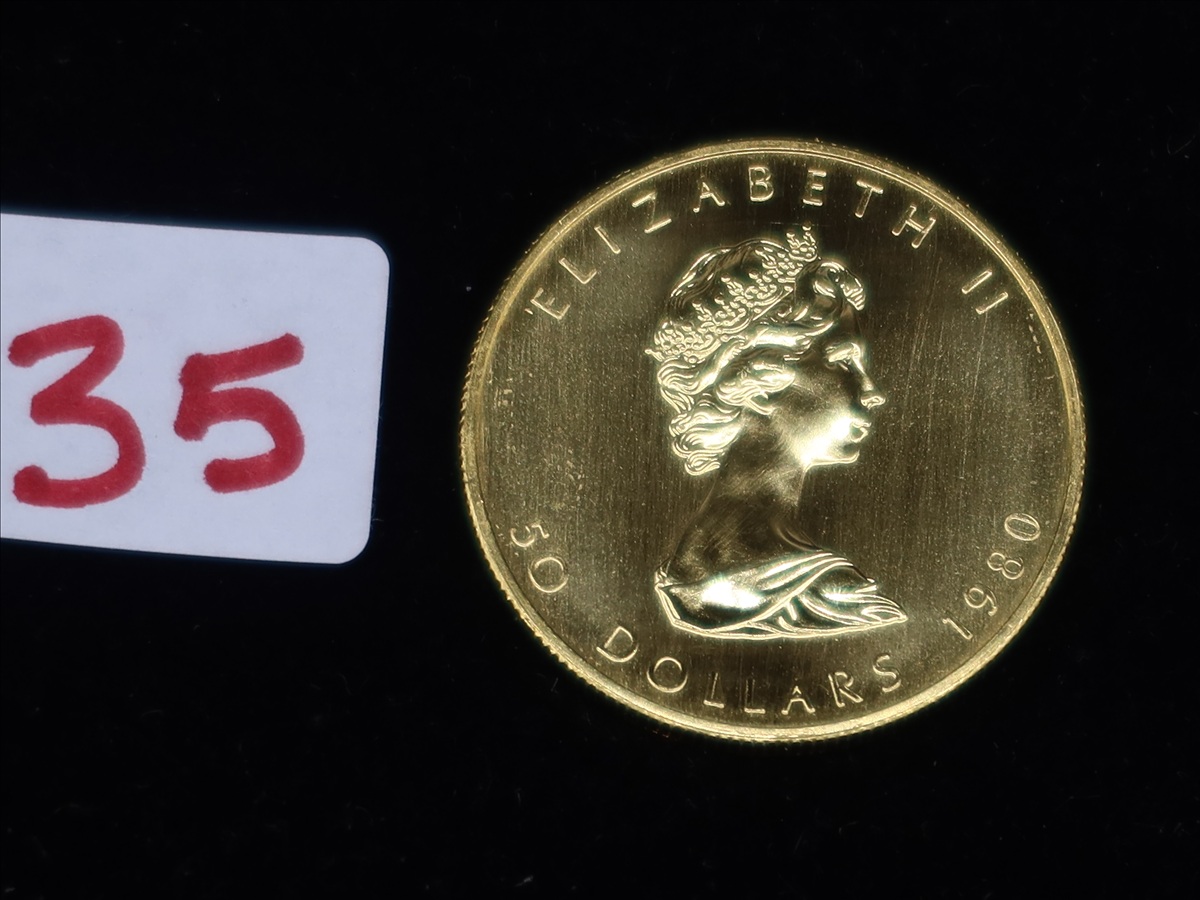 35
ELIZABETH II
50 DOLLARS 1980